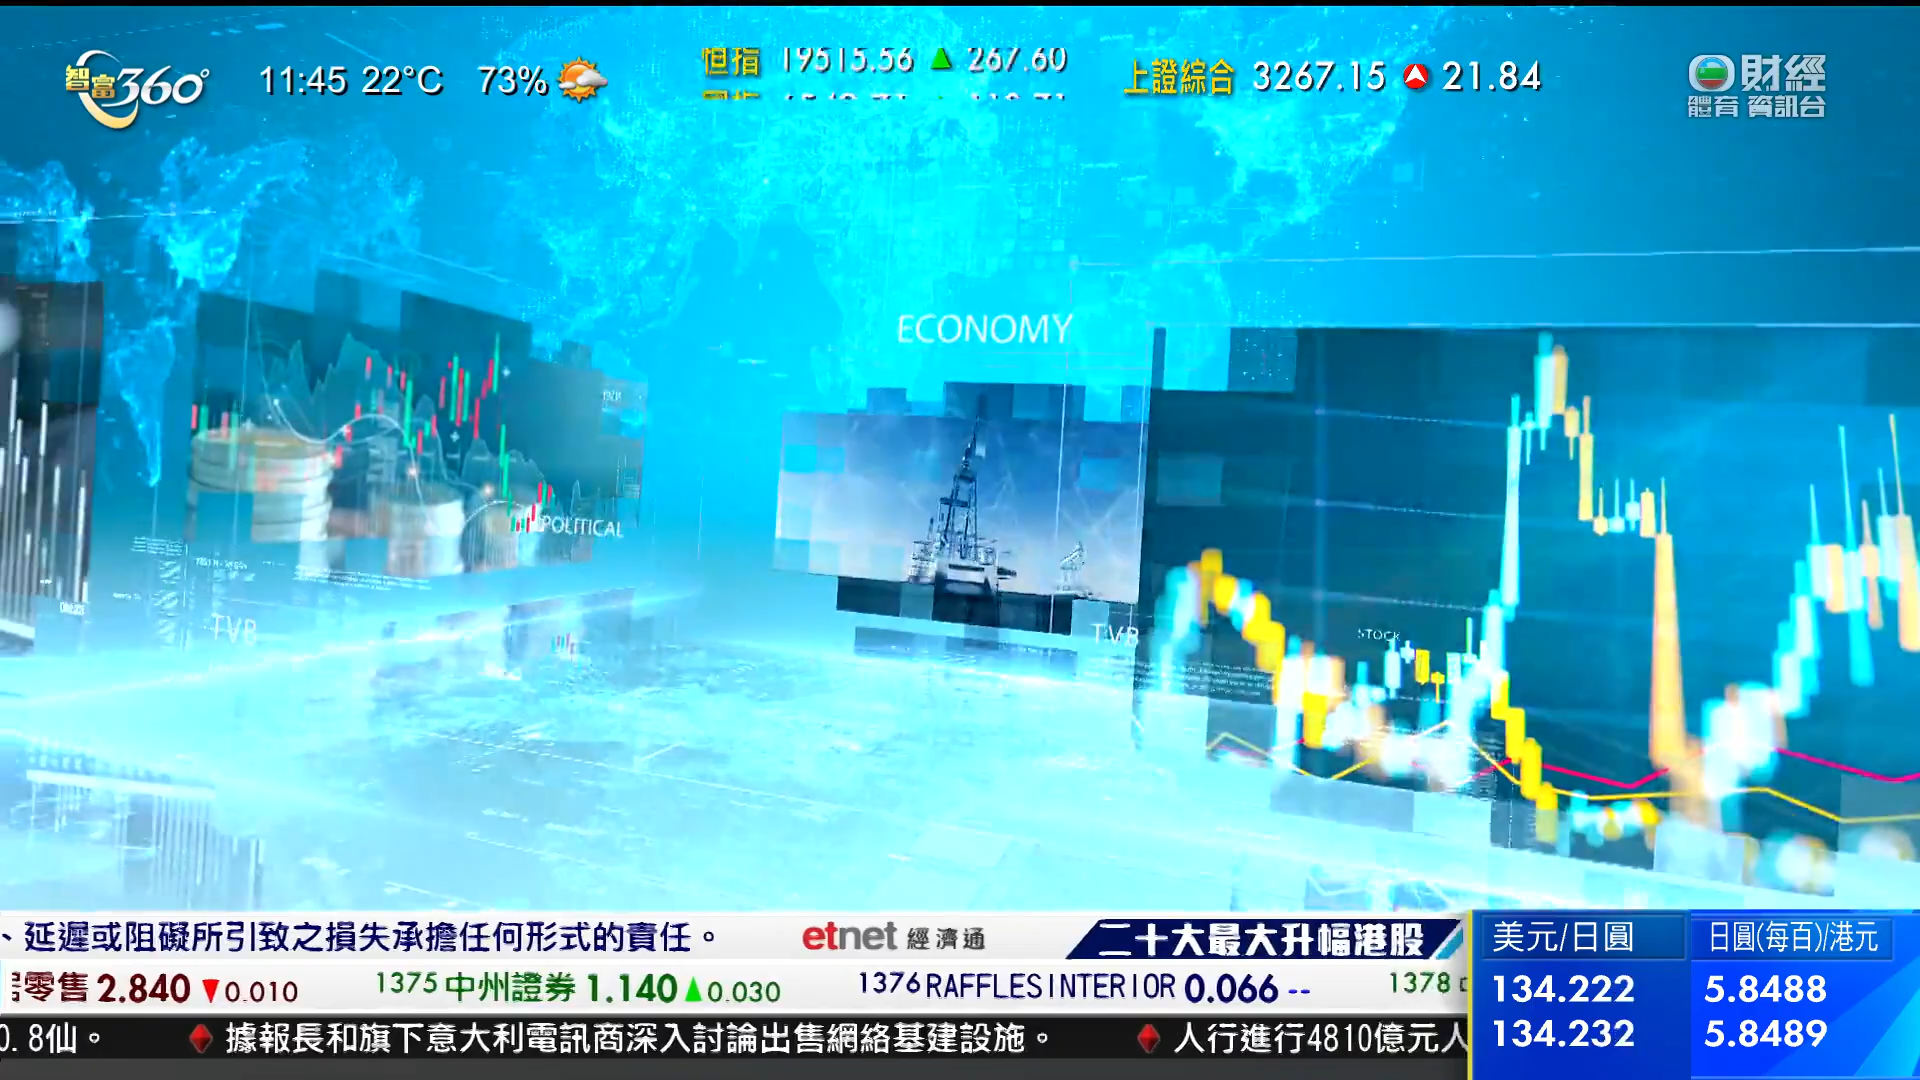 智富360°
11:45 22°C 73%
恒指 19515.56 ▲ 267.60
上證綜合 3267.15 21.84
財經
體育 資訊台
ECONOMY
POLITICAL
TVB
TVB
STOCK
、延遲或阻礙所引致之損失承擔任何形式的責任。
etnet 經濟通
二十大最大升幅港股
零售 2.840 ▼0.010 1375 中州證券 1.140 ▲0.030 1376 RAFFLESINTERIOR 0.066 -- 1378
0.8仙。 據報長和旗下意大利電訊商深入討論出售網絡基建設施。 人行進行4810億元人
美元/日圓 日圓(每百)/港元
134.222 5.8488
134.232 5.8489